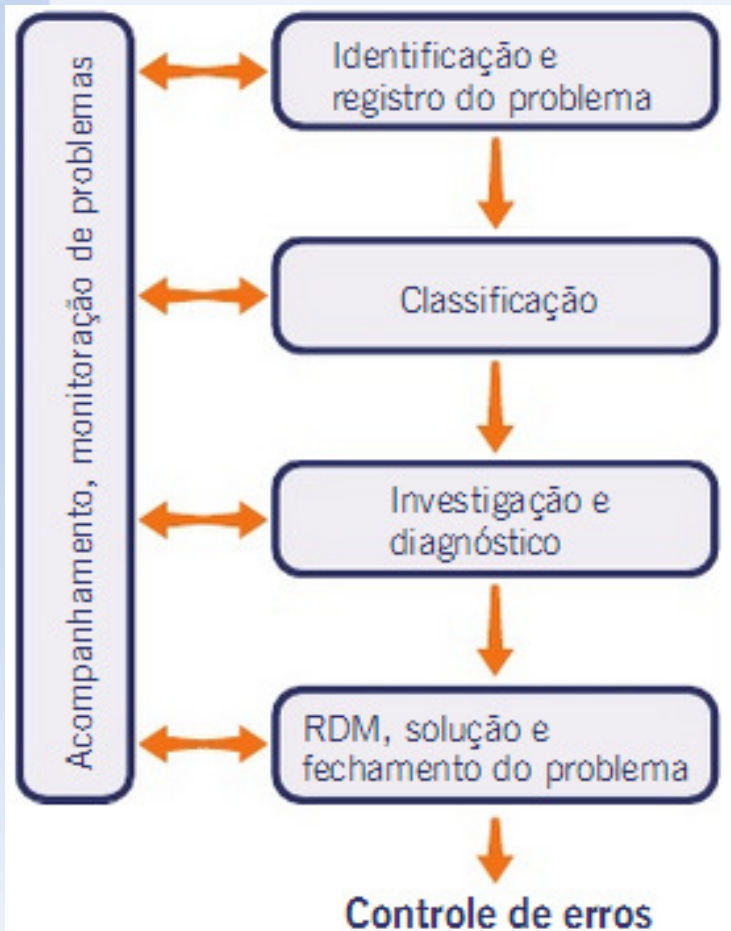 Acompanhamento, monitoração de problemas
Identificação e
registro do problema
Classificação
Investigação e
diagnóstico
RDM, solução e
fechamento do problema
Controle de erros